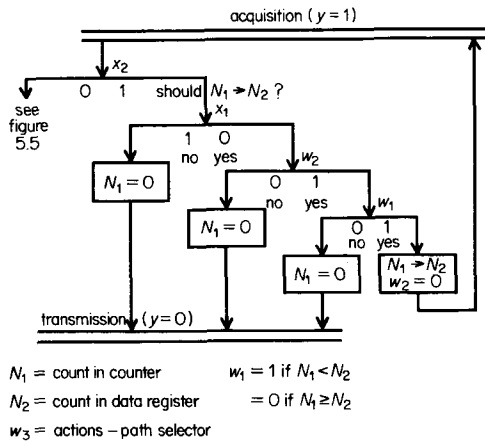 acquisition (y = 1)
x₂
0 1 should N₁ → N₂ ?
see
figure
5.5
x₁
1 0
no yes
w₂
N₁ = 0
0 1
no yes
w₁
N₁ = 0
0 1
no yes
N₁ = 0
N₁ → N₂
w₂ = 0
transmission (y = 0)
N₁ = count in counter
w₁ = 1 if N₁ < N₂
N₂ = count in data register
= 0 if N₁ ≥ N₂
w₃ = actions – path selector